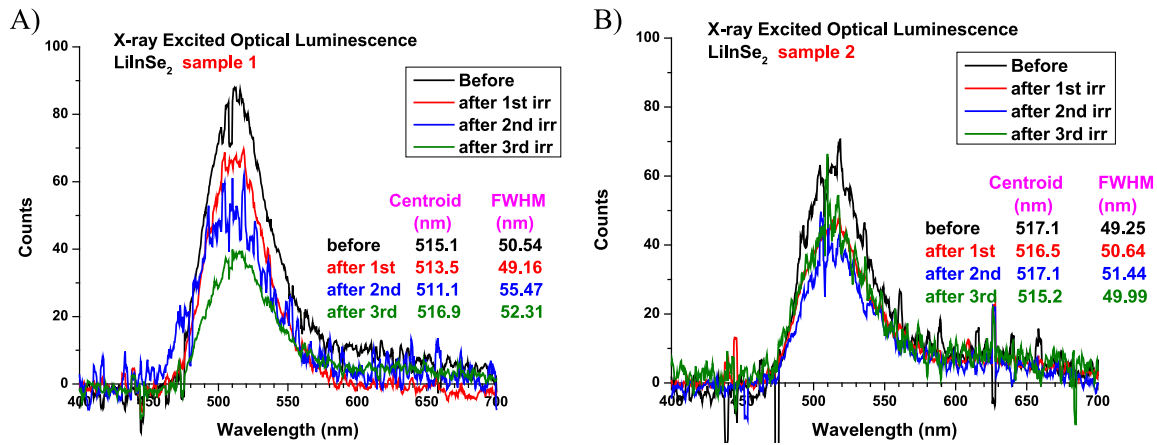 A)
X-ray Excited Optical Luminescence
LiInSe₂ sample 1
Before
after 1st irr
after 2nd irr
after 3rd irr
Centroid FWHM
(nm) (nm)
before 515.1 50.54
after 1st 513.5 49.16
after 2nd 511.1 55.47
after 3rd 516.9 52.31
100
80
60
40
20
0
Counts
400 450 500 550 600 650 700
Wavelength (nm)
B)
X-ray Excited Optical Luminescence
LiInSe₂ sample 2
Before
after 1st irr
after 2nd irr
after 3rd irr
Centroid FWHM
(nm) (nm)
before 517.1 49.25
after 1st 516.5 50.64
after 2nd 517.1 51.44
after 3rd 515.2 49.99
100
80
60
40
20
0
Counts
400 450 500 550 600 650 700
Wavelength (nm)